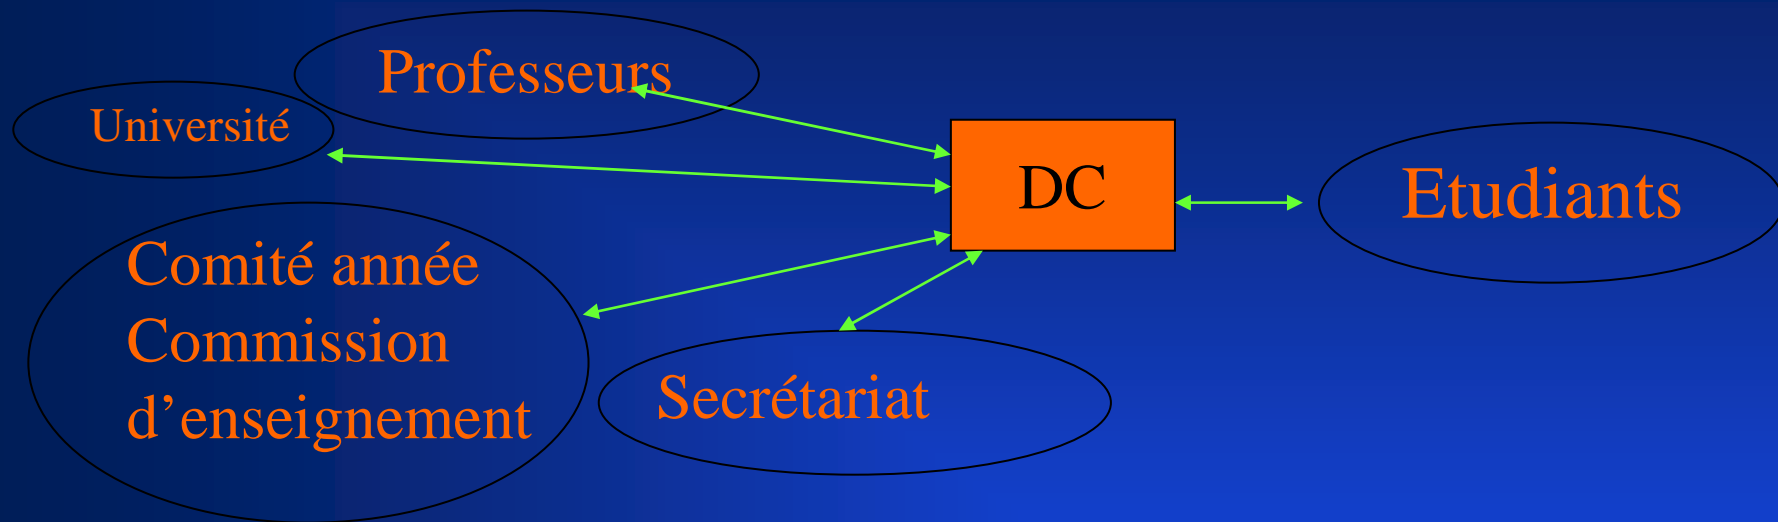 Professeurs
Université
DC
Etudiants
Comité année
Commission
d’enseignement
Secrétariat